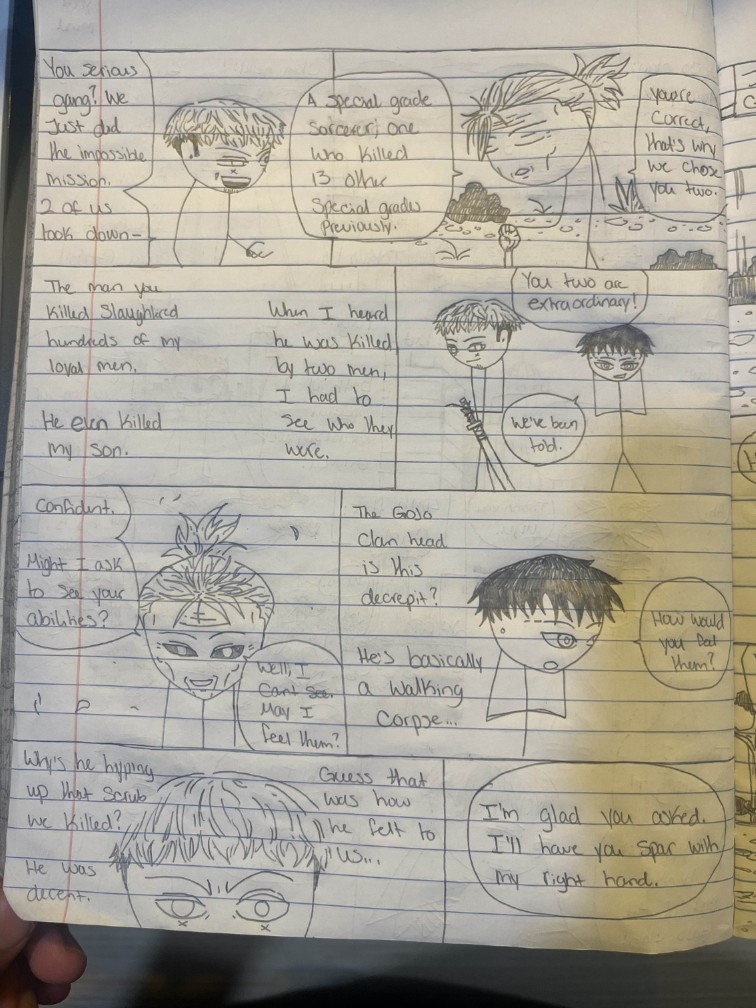 You serious
gang? We
Just did
the impossible
mission.
2 of us
took down-
A special grade
Sorcerer; one
who killed
13 other
Special grades
previously.
you're
Correct,
that's why
we chose
you two.
The man you
Killed Slaughtered
hundreds of my
loyal men.
He even killed
my son.
When I heard
he was killed
by two men,
I had to
see who they
were.
You two are
extraordinary!
We've been
told.
Confident.
Might I ask
to see your
abilities?
Well, I
can't see.
May I
feel them?
The Gojo
Clan head
is this
decrepit?
He's basically
a walking
corpse...
How would
you feel
them?
Why's he hyping
up that Scrub
we killed?
He was
decent.
Guess that
was how
he felt to
us...
I'm glad you asked.
I'll have you spar with
my right hand.